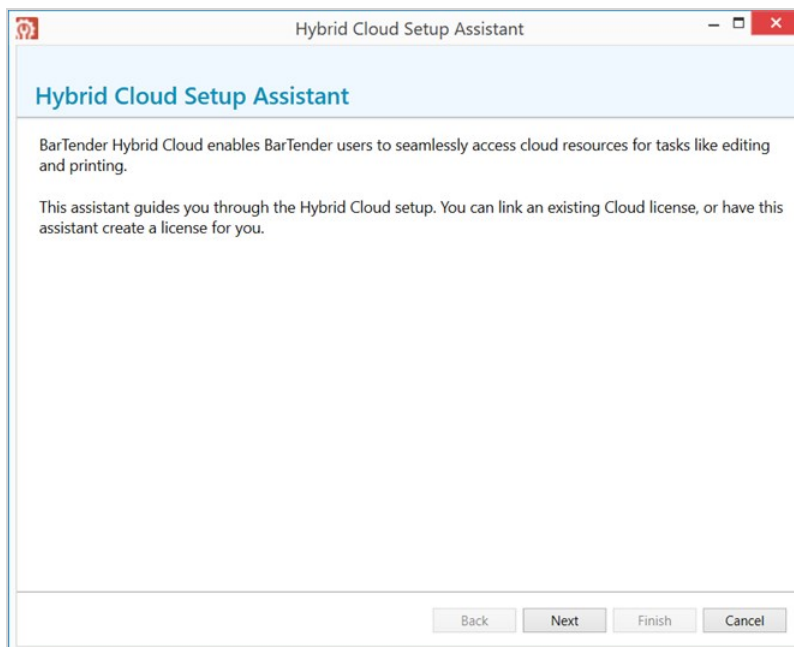 Hybrid Cloud Setup Assistant
Hybrid Cloud Setup Assistant
BarTender Hybrid Cloud enables BarTender users to seamlessly access cloud resources for tasks like editing
and printing.
This assistant guides you through the Hybrid Cloud setup. You can link an existing Cloud license, or have this
assistant create a license for you.
Back Next Finish Cancel